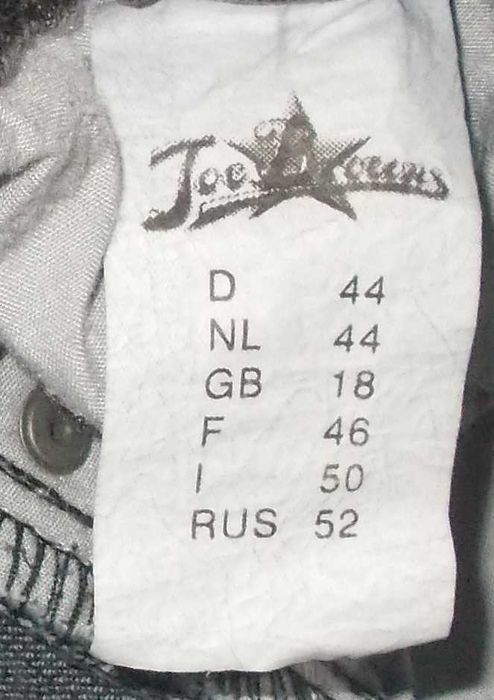 Joe Browns
D 44
NL 44
GB 18
F 46
I 50
RUS 52